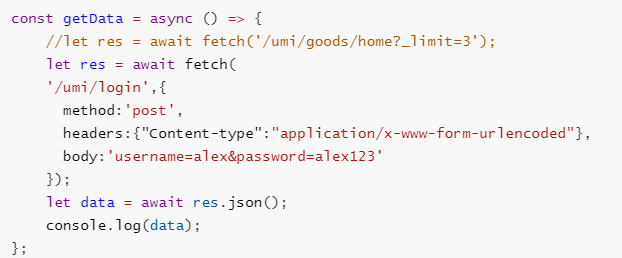 const getData = async () => {
    //let res = await fetch('/umi/goods/home?_limit=3');
    let res = await fetch(
    '/umi/login',{
      method:'post',
      headers:{"Content-type":"application/x-www-form-urlencoded"},
      body:'username=alex&password=alex123'
    });
    let data = await res.json();
    console.log(data);
};